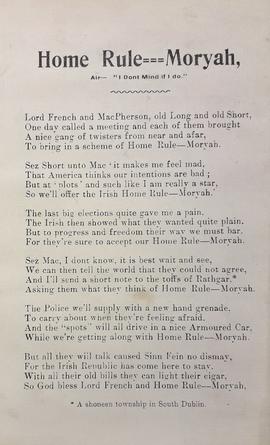 Home Rule===Moryah,
Air— "I Dont Mind if I do."
Lord French and MacPherson, old Long and old Short,
One day called a meeting and each of them brought
A nice gang of twisters from near and afar,
To bring in a scheme of Home Rule—Moryah.
Sez Short unto Mac 'it makes me feel mad,
That America thinks our intentions are bad ;
But at 'plots' and such like I am really a star,
So we'll offer the Irish Home Rule—Moryah.'
The last big elections quite gave me a pain.
The Irish then showed what they wanted quite plain.
But to progress and freedom their way we must bar.
For they're sure to accept our Home Rule—Moryah.
Sez Mac, I dont know, it is best wait and see,
We can then tell the world that they could not agree,
And I'll send a short note to the toffs of Rathgar,*
Asking them what they think of Home Rule—Moryah.
The Police we'll supply with a new hand grenade,
To carry about when they're feeling afraid.
And the "spots" will all drive in a nice Armoured Car,
While we're getting along with Home Rule—Moryah.
But all they will talk caused Sinn Fein no dismay,
For the Irish Republic has come here to stay.
With all their old bills they can light their cigar,
So God bless Lord French and Home Rule—Moryah,
* A shoneen township in South Dublin.